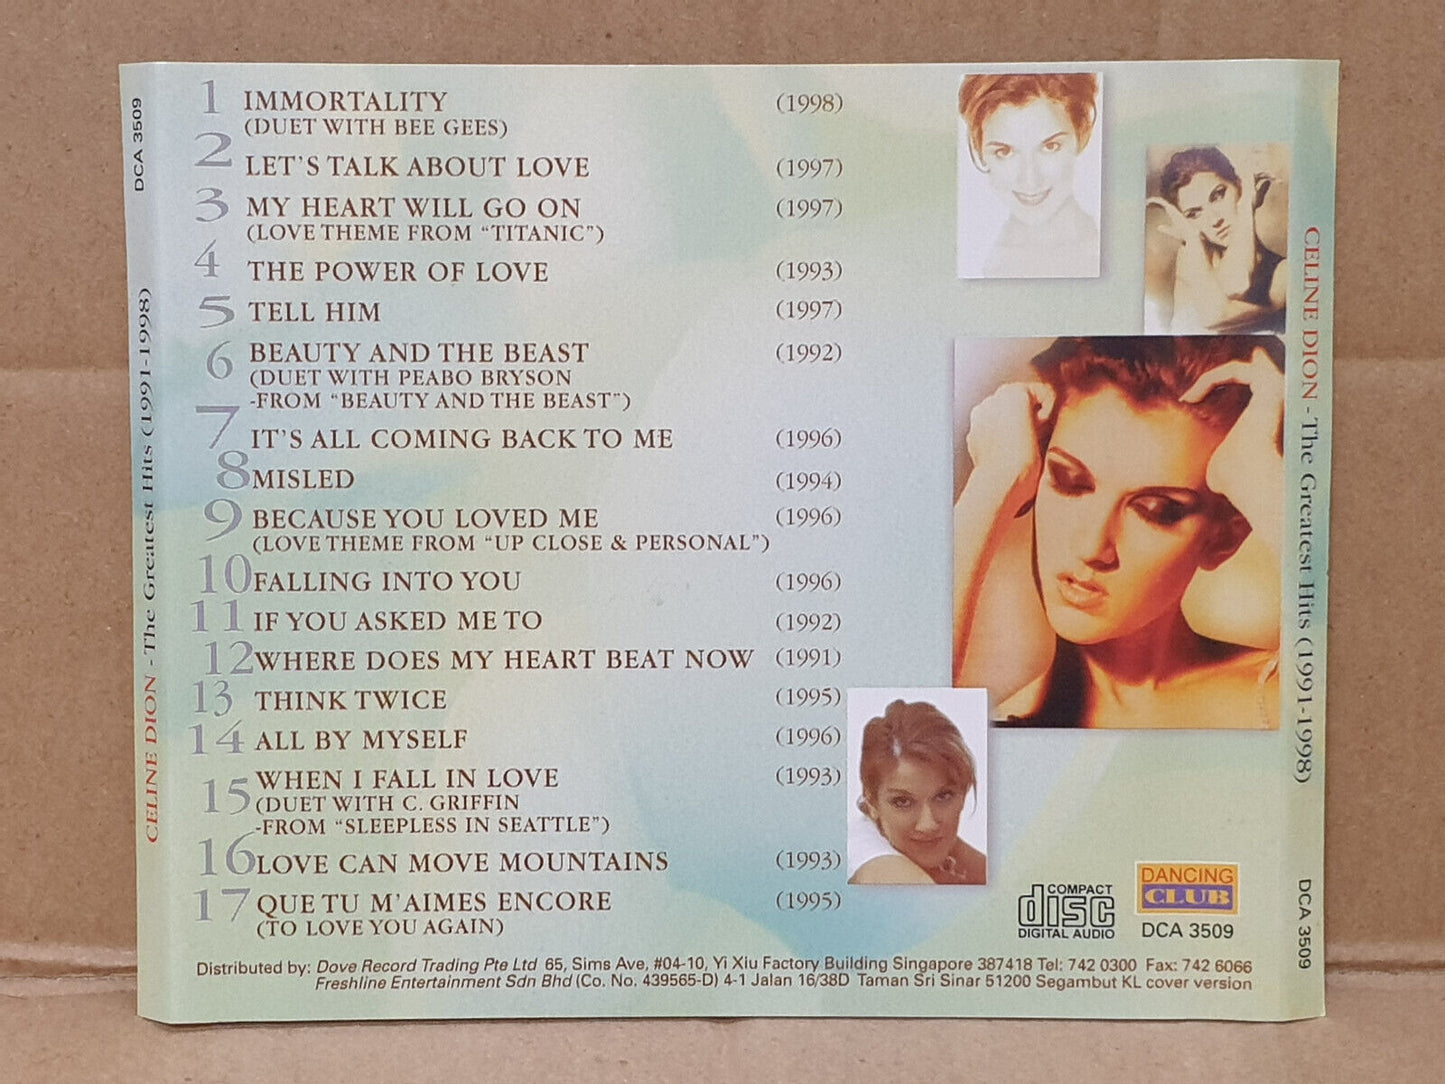 DCA 3509
CELINE DION - The Greatest Hits (1991-1998)
1 IMMORTALITY (1998)
(DUET WITH BEE GEES)
2 LET'S TALK ABOUT LOVE (1997)
3 MY HEART WILL GO ON (1997)
(LOVE THEME FROM “TITANIC”)
4 THE POWER OF LOVE (1993)
5 TELL HIM (1997)
6 BEAUTY AND THE BEAST (1992)
(DUET WITH PEABO BRYSON
-FROM “BEAUTY AND THE BEAST”)
7 IT'S ALL COMING BACK TO ME (1996)
8 MISLED (1994)
9 BECAUSE YOU LOVED ME (1996)
(LOVE THEME FROM “UP CLOSE & PERSONAL”)
10 FALLING INTO YOU (1996)
11 IF YOU ASKED ME TO (1992)
12 WHERE DOES MY HEART BEAT NOW (1991)
13 THINK TWICE (1995)
14 ALL BY MYSELF (1996)
15 WHEN I FALL IN LOVE (1993)
(DUET WITH C. GRIFFIN
-FROM “SLEEPLESS IN SEATTLE”)
16 LOVE CAN MOVE MOUNTAINS (1993)
17 QUE TU M'AIMES ENCORE (1995)
(TO LOVE YOU AGAIN)
COMPACT
disc
DIGITAL AUDIO
DANCING
CLUB
DCA 3509
Distributed by: Dove Record Trading Pte Ltd 65, Sims Ave, #04-10, Yi Xiu Factory Building Singapore 387418 Tel: 742 0300 Fax: 742 6066
Freshline Entertainment Sdn Bhd (Co. No. 439565-D) 4-1 Jalan 16/38D Taman Sri Sinar 51200 Segambut KL cover version
CELINE DION - The Greatest Hits (1991-1998)
DCA 3509